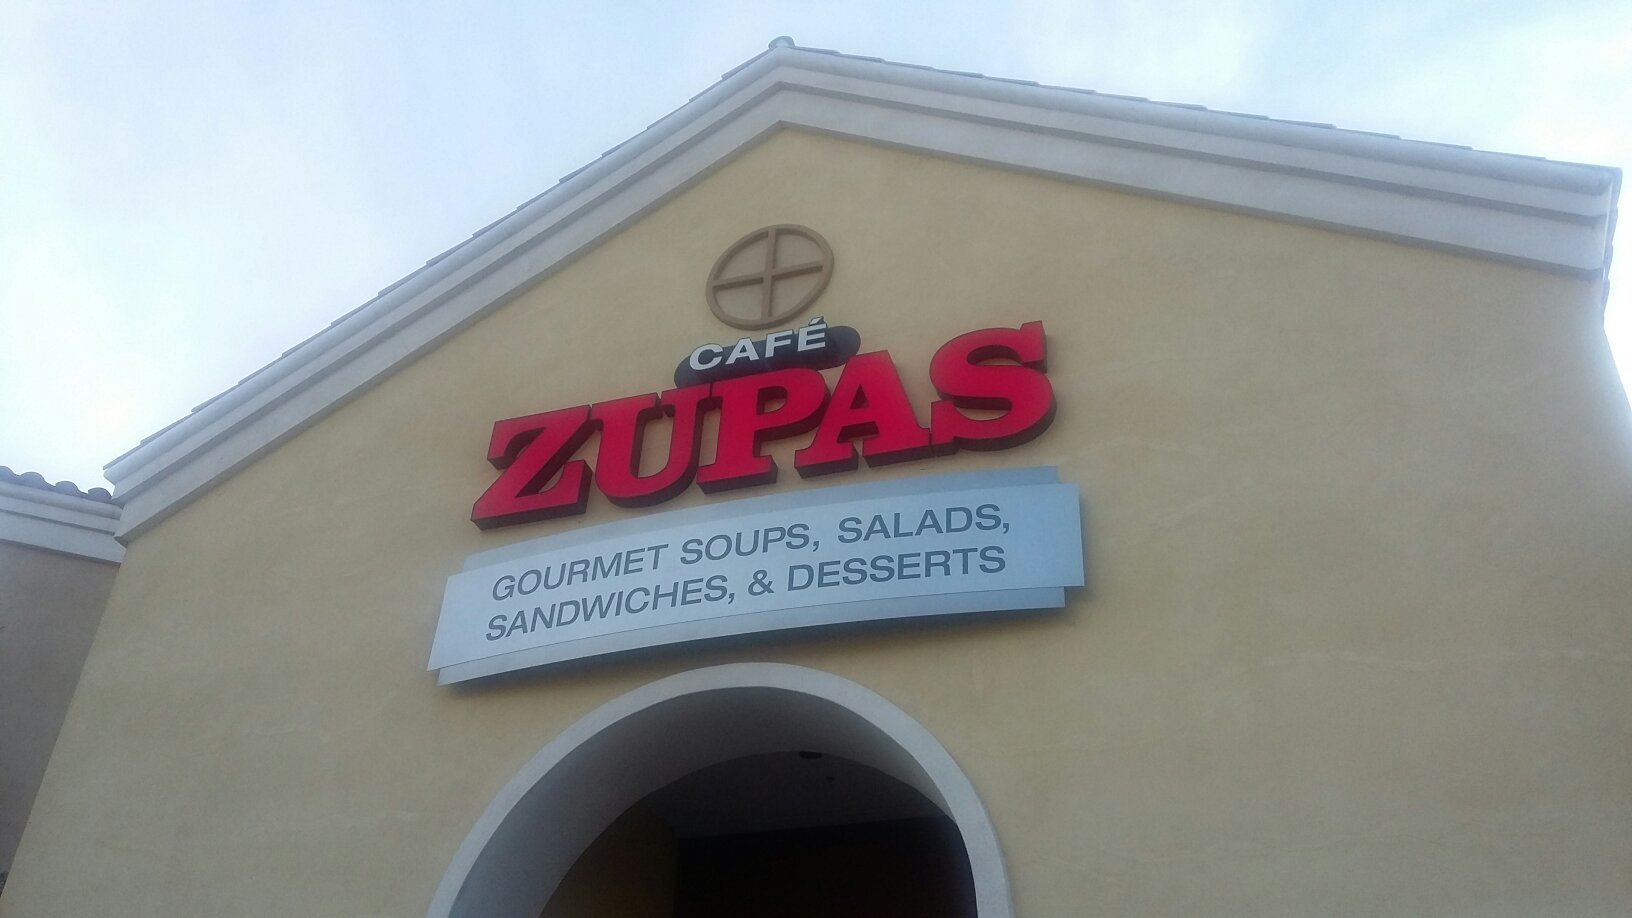 CAFÉ
ZUPAS
GOURMET SOUPS, SALADS,
SANDWICHES, & DESSERTS